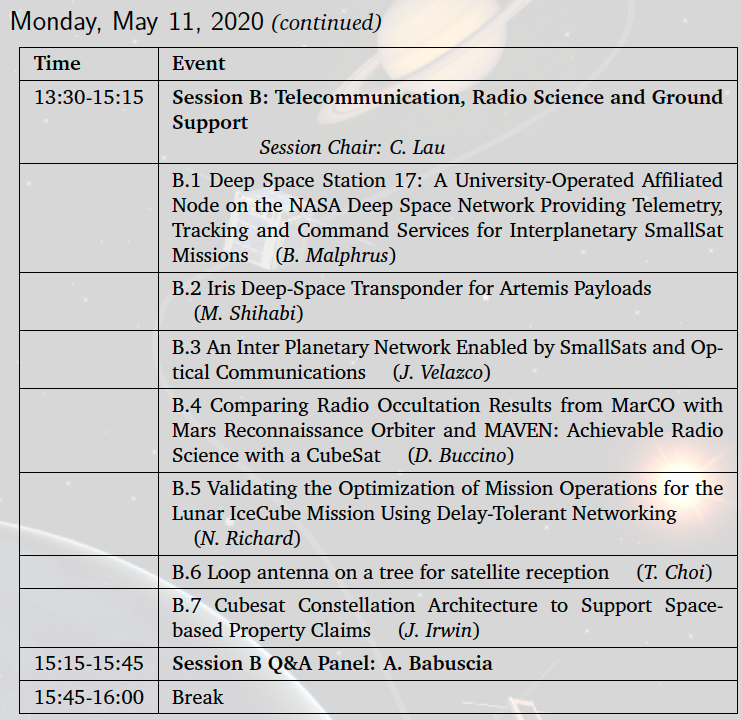 Monday, May 11, 2020 (continued)
Time Event
13:30-15:15 Session B: Telecommunication, Radio Science and Ground
Support
Session Chair: C. Lau
B.1 Deep Space Station 17: A University-Operated Affiliated
Node on the NASA Deep Space Network Providing Telemetry,
Tracking and Command Services for Interplanetary SmallSat
Missions (B. Malphrus)
B.2 Iris Deep-Space Transponder for Artemis Payloads
(M. Shihabi)
B.3 An Inter Planetary Network Enabled by SmallSats and Op-
tical Communications (J. Velazco)
B.4 Comparing Radio Occultation Results from MarCO with
Mars Reconnaissance Orbiter and MAVEN: Achievable Radio
Science with a CubeSat (D. Buccino)
B.5 Validating the Optimization of Mission Operations for the
Lunar IceCube Mission Using Delay-Tolerant Networking
(N. Richard)
B.6 Loop antenna on a tree for satellite reception (T. Choi)
B.7 Cubesat Constellation Architecture to Support Space-
based Property Claims (J. Irwin)
15:15-15:45 Session B Q&A Panel: A. Babuscia
15:45-16:00 Break